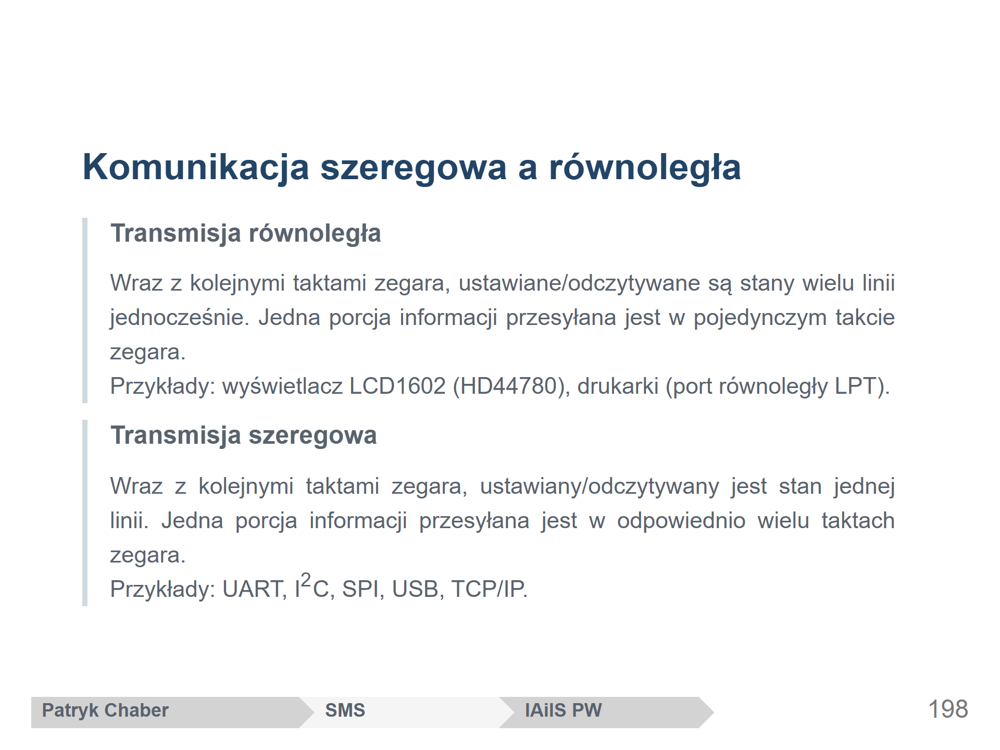 Komunikacja szeregowa a równoległa
Transmisja równoległa
Wraz z kolejnymi taktami zegara, ustawiane/odczytywane są stany wielu linii
jednocześnie. Jedna porcja informacji przesyłana jest w pojedynczym takcie
zegara.
Przykłady: wyświetlacz LCD1602 (HD44780), drukarki (port równoległy LPT).
Transmisja szeregowa
Wraz z kolejnymi taktami zegara, ustawiany/odczytywany jest stan jednej
linii. Jedna porcja informacji przesyłana jest w odpowiednio wielu taktach
zegara.
Przykłady: UART, I²C, SPI, USB, TCP/IP.
Patryk Chaber SMS IAiIS PW 198